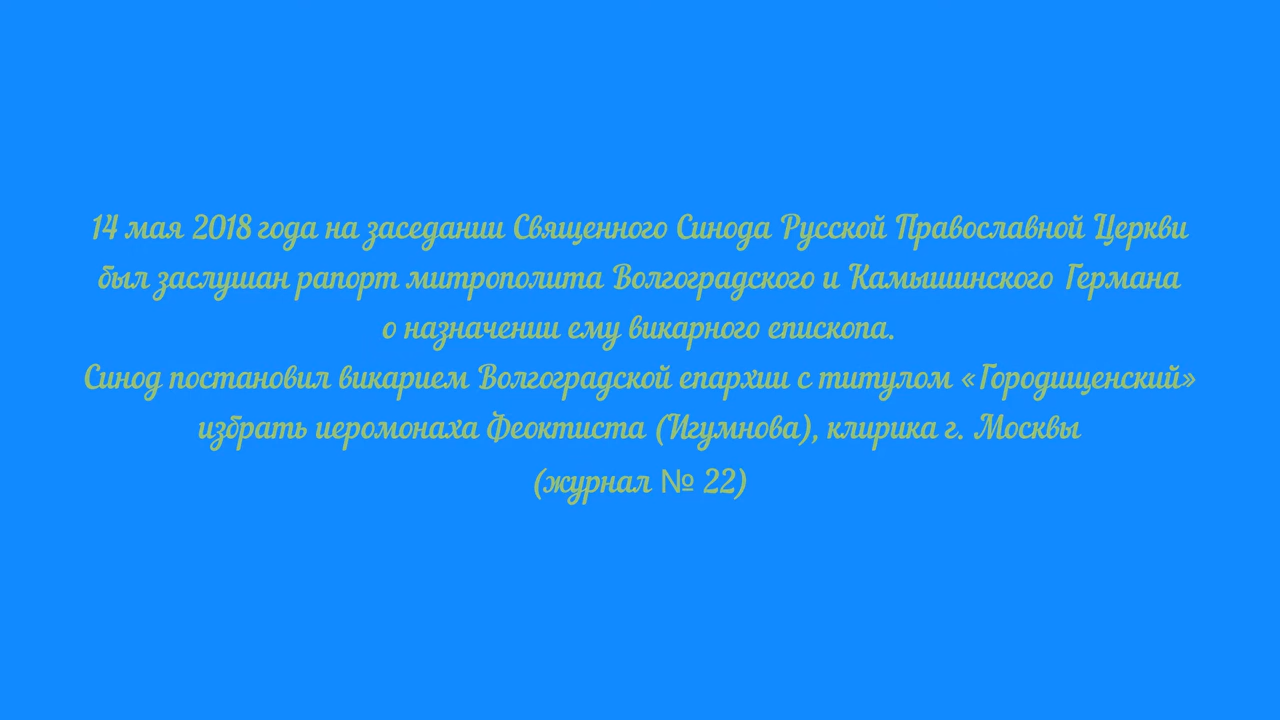 14 мая 2018 года на заседании Священного Синода Русской Православной Церкви
был заслушан рапорт митрополита Волгоградского и Камышинского Германа
о назначении ему викарного епископа.
Синод постановил викарием Волгоградской епархии с титулом «Городищенский»
избрать иеромонаха Феоктиста (Игумнова), клирика г. Москвы
(журнал № 22)